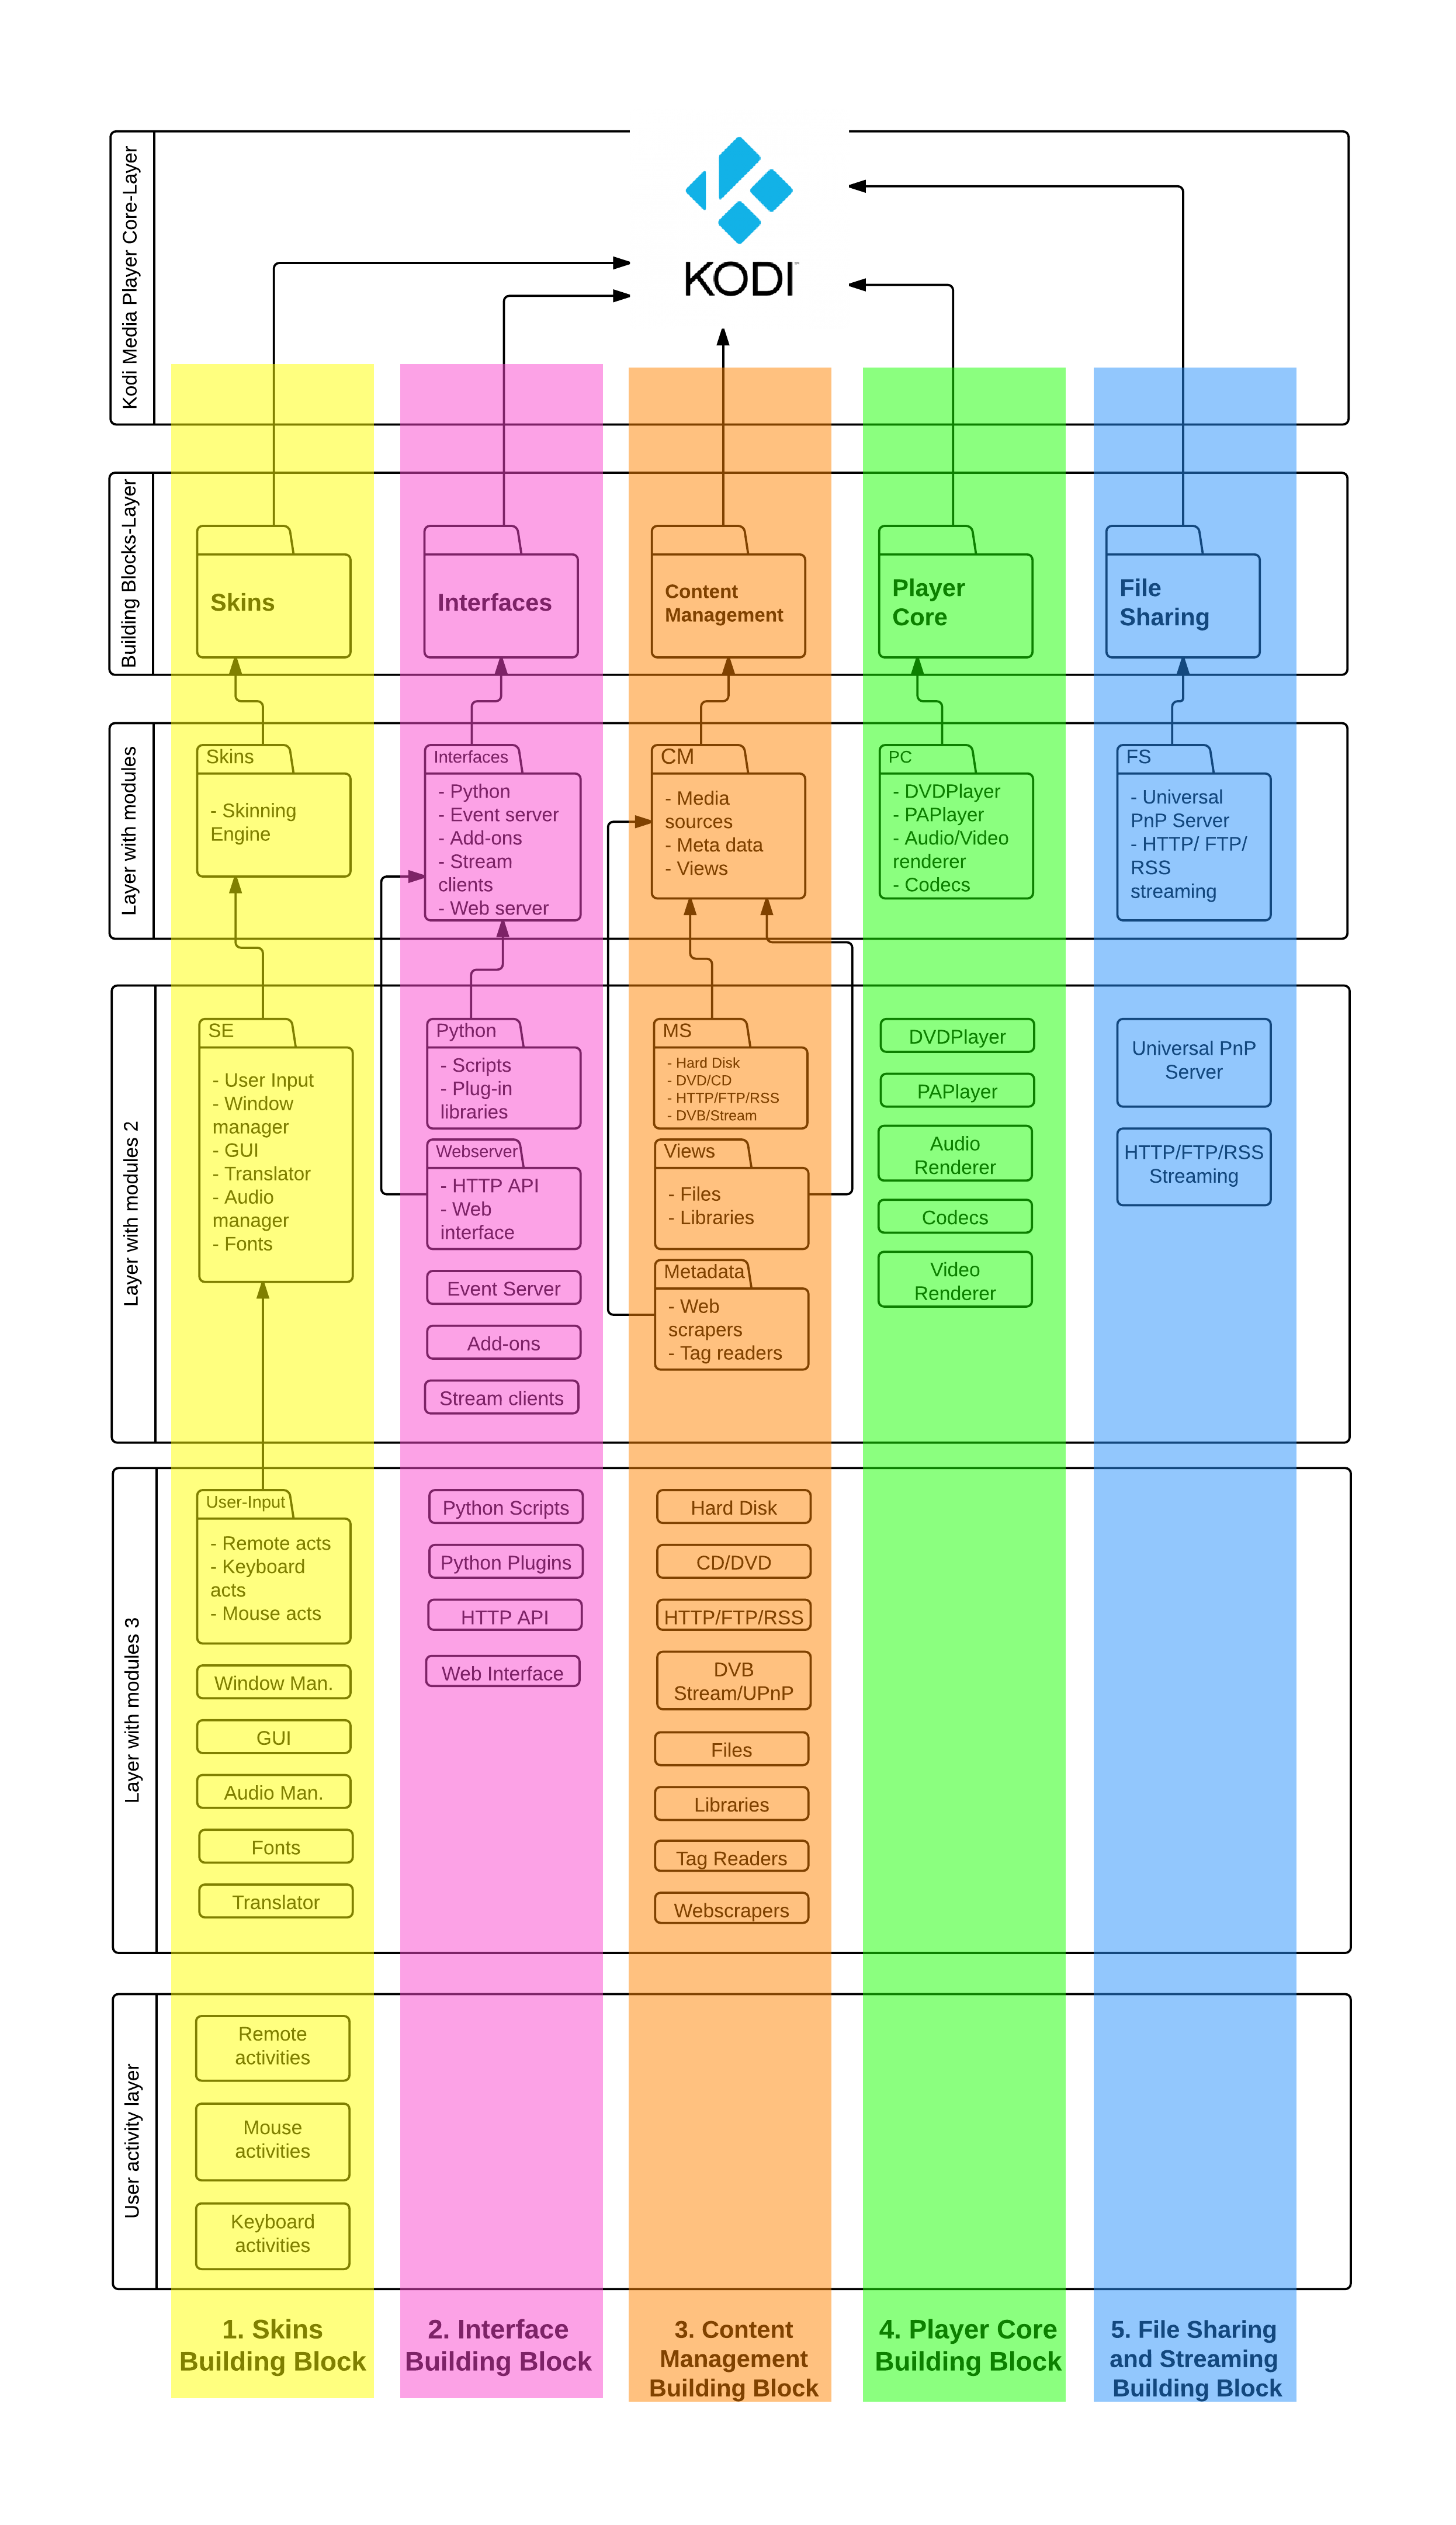 Kodi Media Player Core-Layer
KODI
™
Building Blocks-Layer
Skins
Interfaces
Content
Management
Player
Core
File
Sharing
Layer with modules
Skins
- Skinning
Engine
Interfaces
- Python
- Event server
- Add-ons
- Stream
clients
- Web server
CM
- Media
sources
- Meta data
- Views
PC
- DVDPlayer
- PAPlayer
- Audio/Video
renderer
- Codecs
FS
- Universal
PnP Server
- HTTP/ FTP/
RSS
streaming
Layer with modules 2
SE
- User Input
- Window
manager
- GUI
- Translator
- Audio
manager
- Fonts
Python
- Scripts
- Plug-in
libraries
Webserver
- HTTP API
- Web
interface
Event Server
Add-ons
Stream clients
MS
- Hard Disk
- DVD/CD
- HTTP/FTP/RSS
- DVB/Stream
Views
- Files
- Libraries
Metadata
- Web
scrapers
- Tag readers
DVDPlayer
PAPlayer
Audio
Renderer
Codecs
Video
Renderer
Universal PnP
Server
HTTP/FTP/RSS
Streaming
Layer with modules 3
User-Input
- Remote acts
- Keyboard
acts
- Mouse acts
Window Man.
GUI
Audio Man.
Fonts
Translator
Python Scripts
Python Plugins
HTTP API
Web Interface
Hard Disk
CD/DVD
HTTP/FTP/RSS
DVB
Stream/UPnP
Files
Libraries
Tag Readers
Webscrapers
User activity layer
Remote
activities
Mouse
activities
Keyboard
activities
1. Skins
Building Block
2. Interface
Building Block
3. Content
Management
Building Block
4. Player Core
Building Block
5. File Sharing
and Streaming
Building Block